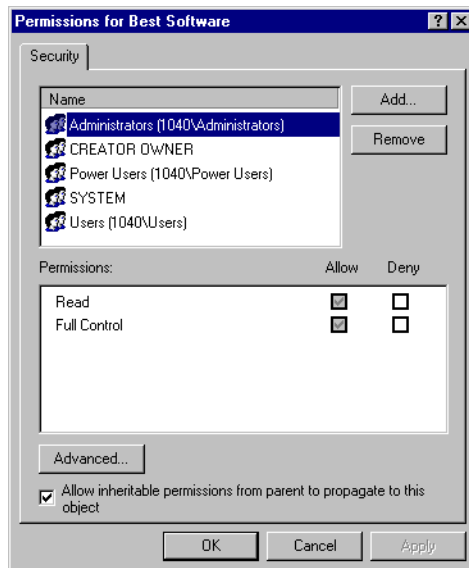 Permissions for Best Software
Security
Name
Administrators (1040\Administrators)
CREATOR OWNER
Power Users (1040\Power Users)
SYSTEM
Users (1040\Users)
Add...
Remove
Permissions: Allow Deny
Read
Full Control
Advanced...
Allow inheritable permissions from parent to propagate to this
object
OK Cancel Apply